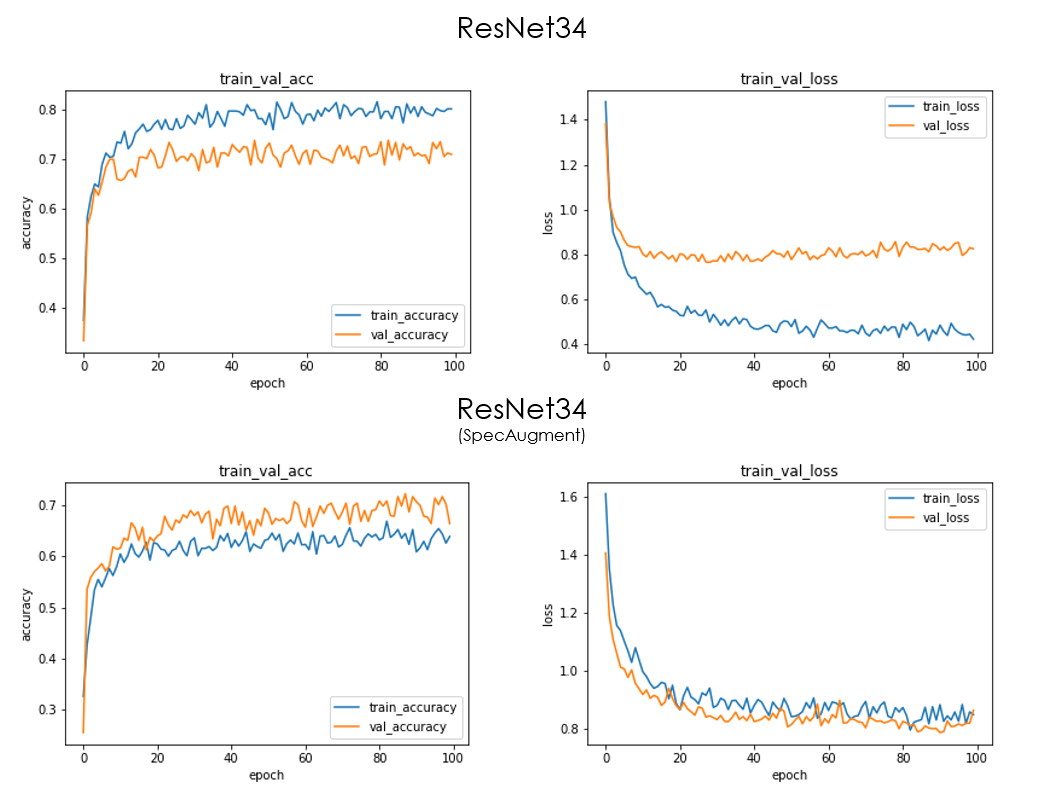 ResNet34
train_val_acc
accuracy
0.8
0.7
0.6
0.5
0.4
train_accuracy
val_accuracy
0 20 40 60 80 100
epoch
train_val_loss
loss
1.4
1.2
1.0
0.8
0.6
0.4
train_loss
val_loss
0 20 40 60 80 100
epoch
ResNet34
(SpecAugment)
train_val_acc
accuracy
0.7
0.6
0.5
0.4
0.3
train_accuracy
val_accuracy
0 20 40 60 80 100
epoch
train_val_loss
loss
1.6
1.4
1.2
1.0
0.8
train_loss
val_loss
0 20 40 60 80 100
epoch